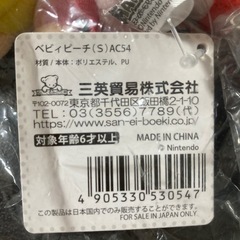 ベビィピーチ(S)AC54
材質/本体:ポリエステル、PU
三英貿易株式会社
〒102-0072
東京都千代田区飯田橋2-1-10
TEL 03(3556)7789(代)
https://www.san-ei-boeki.co.jp
対象年齢6才以上
MADE IN CHINA
© Nintendo
4 905330 530547
この製品は日本国内でのみ販売することができます。
FOR SALE IN JAPAN ONLY.